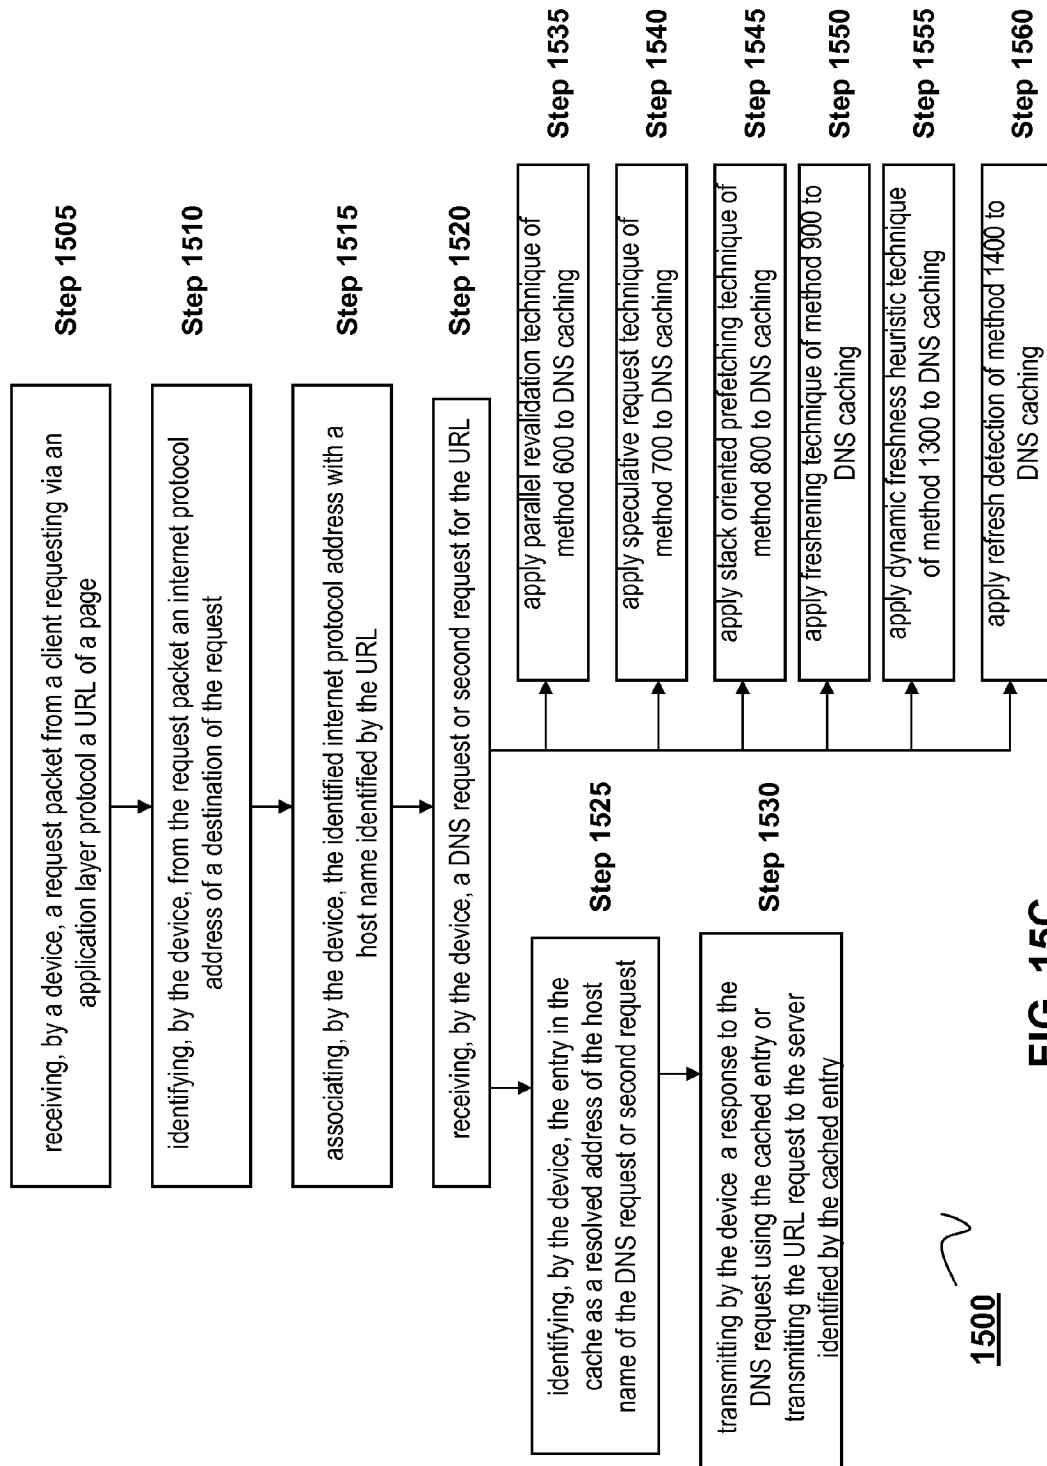 receiving, by a device, a request packet from a client requesting via an
application layer protocol a URL of a page
Step 1505
identifying, by the device, from the request packet an internet protocol
address of a destination of the request
Step 1510
associating, by the device, the identified internet protocol address with a
host name identified by the URL
Step 1515
receiving, by the device, a DNS request or second request for the URL
Step 1520
identifying, by the device, the entry in the
cache as a resolved address of the host
name of the DNS request or second request
Step 1525
transmitting by the device a response to the
DNS request using the cached entry or
transmitting the URL request to the server
identified by the cached entry
Step 1530
apply parallel revalidation technique of
method 600 to DNS caching
Step 1535
apply speculative request technique of
method 700 to DNS caching
Step 1540
apply stack oriented prefetching technique of
method 800 to DNS caching
Step 1545
apply freshening technique of method 900 to
DNS caching
Step 1550
apply dynamic freshness heuristic technique
of method 1300 to DNS caching
Step 1555
apply refresh detection of method 1400 to
DNS caching
Step 1560
1500
FIG. 15C